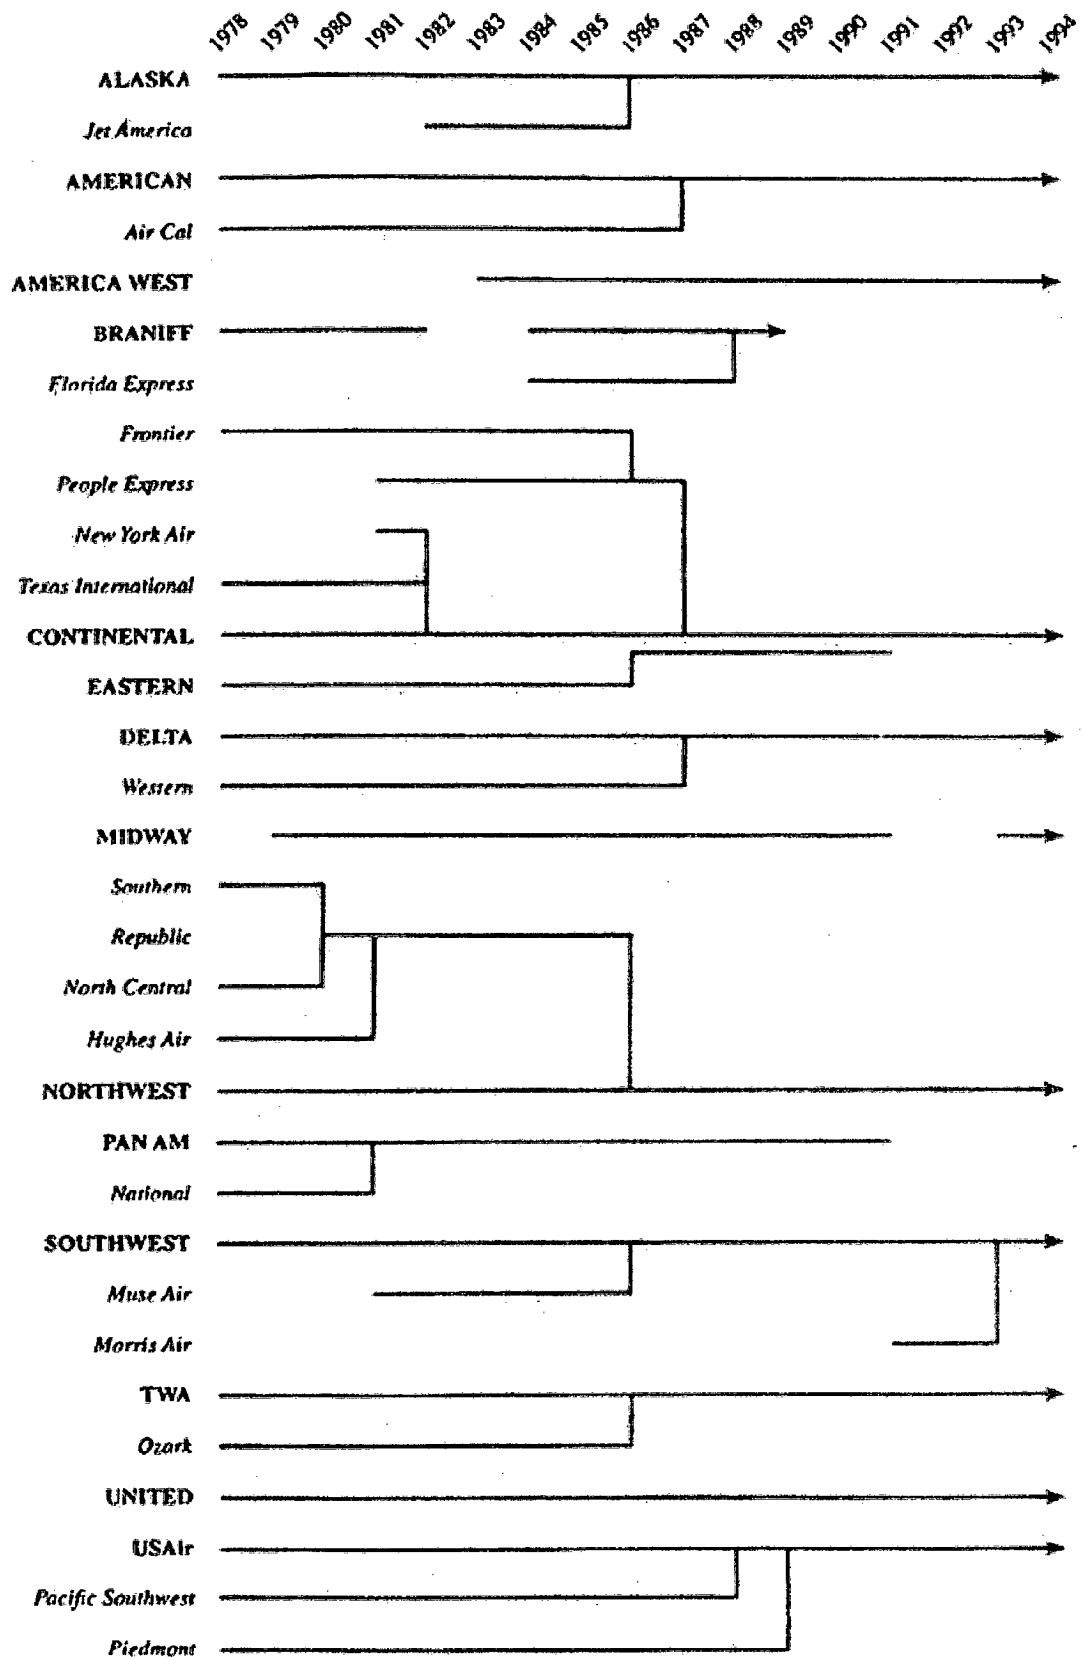 1978 1979 1980 1981 1982 1983 1984 1985 1986 1987 1988 1989 1990 1991 1992 1993 1994
ALASKA
Jet America
AMERICAN
Air Cal
AMERICA WEST
BRANIFF
Florida Express
Frontier
People Express
New York Air
Texas International
CONTINENTAL
EASTERN
DELTA
Western
MIDWAY
Southern
Republic
North Central
Hughes Air
NORTHWEST
PAN AM
National
SOUTHWEST
Muse Air
Morris Air
TWA
Ozark
UNITED
USAir
Pacific Southwest
Piedmont